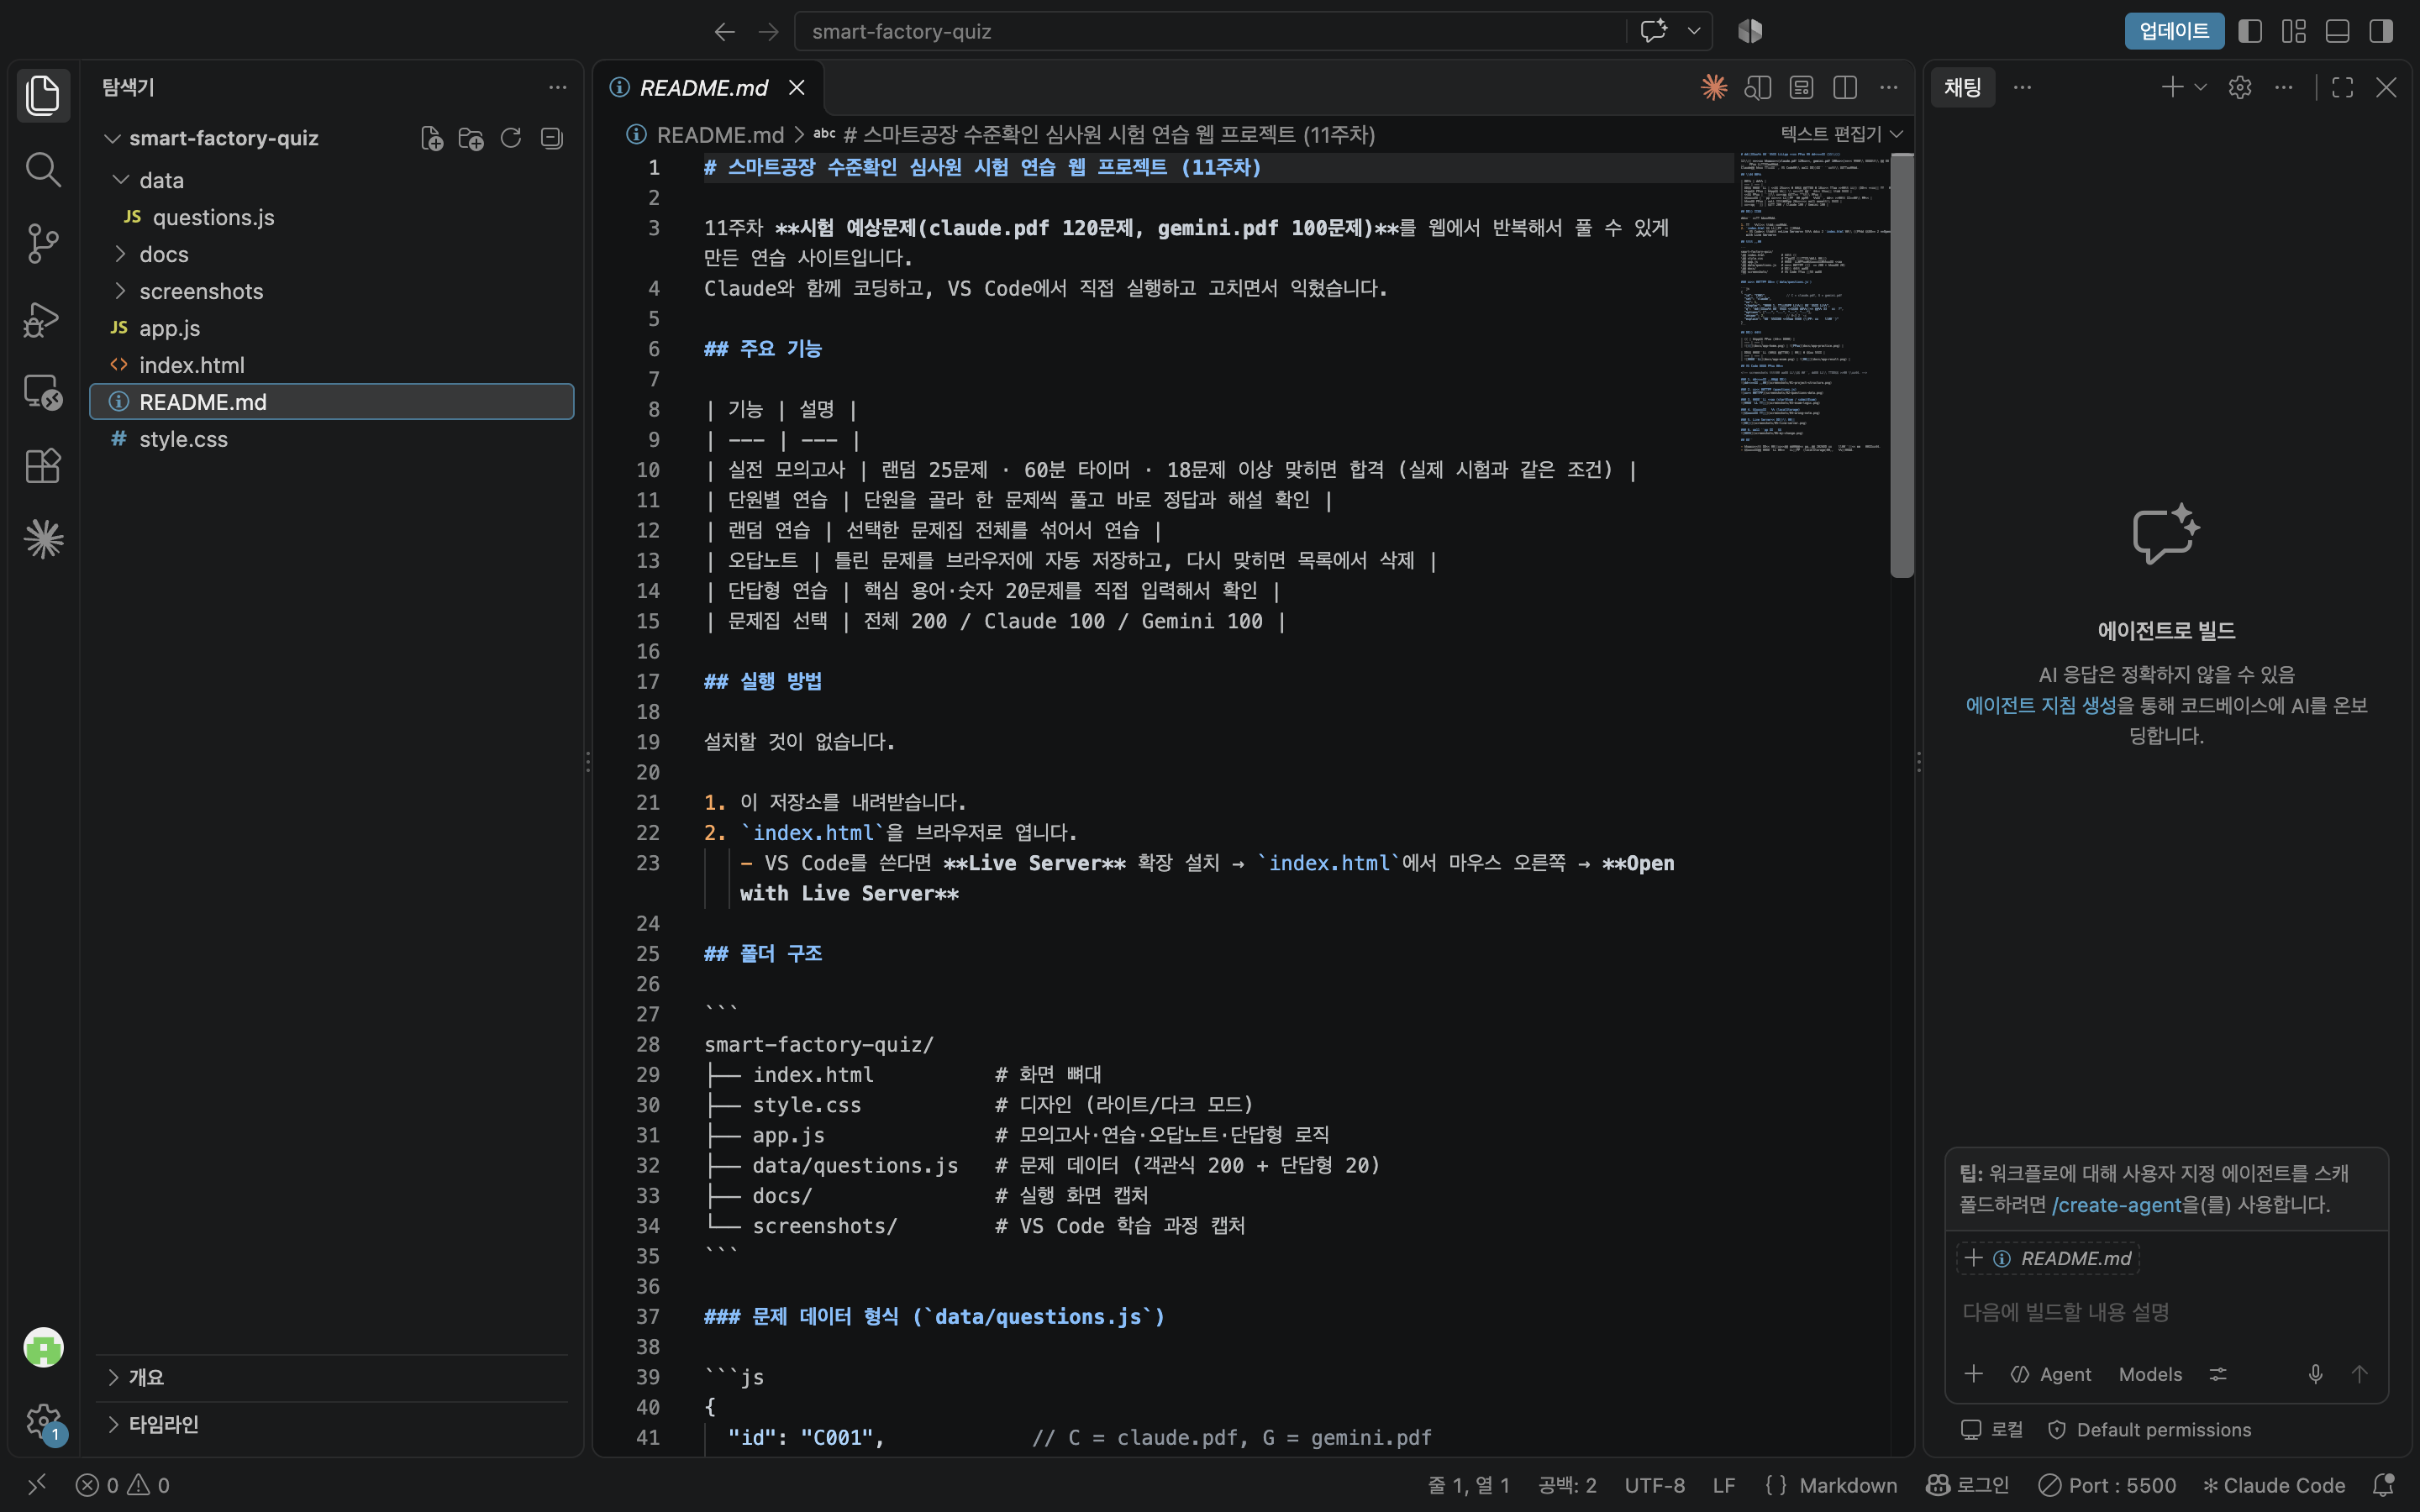 smart-factory-quiz
업데이트
탐색기
smart-factory-quiz
data
JS questions.js
docs
screenshots
JS app.js
<> index.html
README.md
# style.css
개요
타임라인
README.md
README.md > abc # 스마트공장 수준확인 심사원 시험 연습 웹 프로젝트 (11주차)
텍스트 편집기
1 # 스마트공장 수준확인 심사원 시험 연습 웹 프로젝트 (11주차)
2
3 11주차 **시험 예상문제(claude.pdf 120문제, gemini.pdf 100문제)**를 웹에서 반복해서 풀 수 있게
만든 연습 사이트입니다.
4 Claude와 함께 코딩하고, VS Code에서 직접 실행하고 고치면서 익혔습니다.
5
6 ## 주요 기능
7
8 | 기능 | 설명 |
9 | --- | --- |
10 | 실전 모의고사 | 랜덤 25문제 · 60분 타이머 · 18문제 이상 맞히면 합격 (실제 시험과 같은 조건) |
11 | 단원별 연습 | 단원을 골라 한 문제씩 풀고 바로 정답과 해설 확인 |
12 | 랜덤 연습 | 선택한 문제집 전체를 섞어서 연습 |
13 | 오답노트 | 틀린 문제를 브라우저에 자동 저장하고, 다시 맞히면 목록에서 삭제 |
14 | 단답형 연습 | 핵심 용어·숫자 20문제를 직접 입력해서 확인 |
15 | 문제집 선택 | 전체 200 / Claude 100 / Gemini 100 |
16
17 ## 실행 방법
18
19 설치할 것이 없습니다.
20
21 1. 이 저장소를 내려받습니다.
22 2. `index.html`을 브라우저로 엽니다.
23 - VS Code를 쓴다면 **Live Server** 확장 설치 → `index.html`에서 마우스 오른쪽 → **Open
with Live Server**
24
25 ## 폴더 구조
26
27 ```
28 smart-factory-quiz/
29 ├── index.html # 화면 뼈대
30 ├── style.css # 디자인 (라이트/다크 모드)
31 ├── app.js # 모의고사·연습·오답노트·단답형 로직
32 ├── data/questions.js # 문제 데이터 (객관식 200 + 단답형 20)
33 ├── docs/ # 실행 화면 캡처
34 └── screenshots/ # VS Code 학습 과정 캡처
35 ```
36
37 ### 문제 데이터 형식 (`data/questions.js`)
38
39 ```js
40 {
41 "id": "C001", // C = claude.pdf, G = gemini.pdf
채팅
에이전트로 빌드
AI 응답은 정확하지 않을 수 있음
에이전트 지침 생성을 통해 코드베이스에 AI를 온보
딩합니다.
팁: 워크플로에 대해 사용자 지정 에이전트를 스캐
폴드하려면 /create-agent을(를) 사용합니다.
README.md
다음에 빌드할 내용 설명
Agent Models
로컬 Default permissions
1
0 0
줄 1, 열 1 공백: 2 UTF-8 LF { } Markdown 로그인 Port : 5500 Claude Code